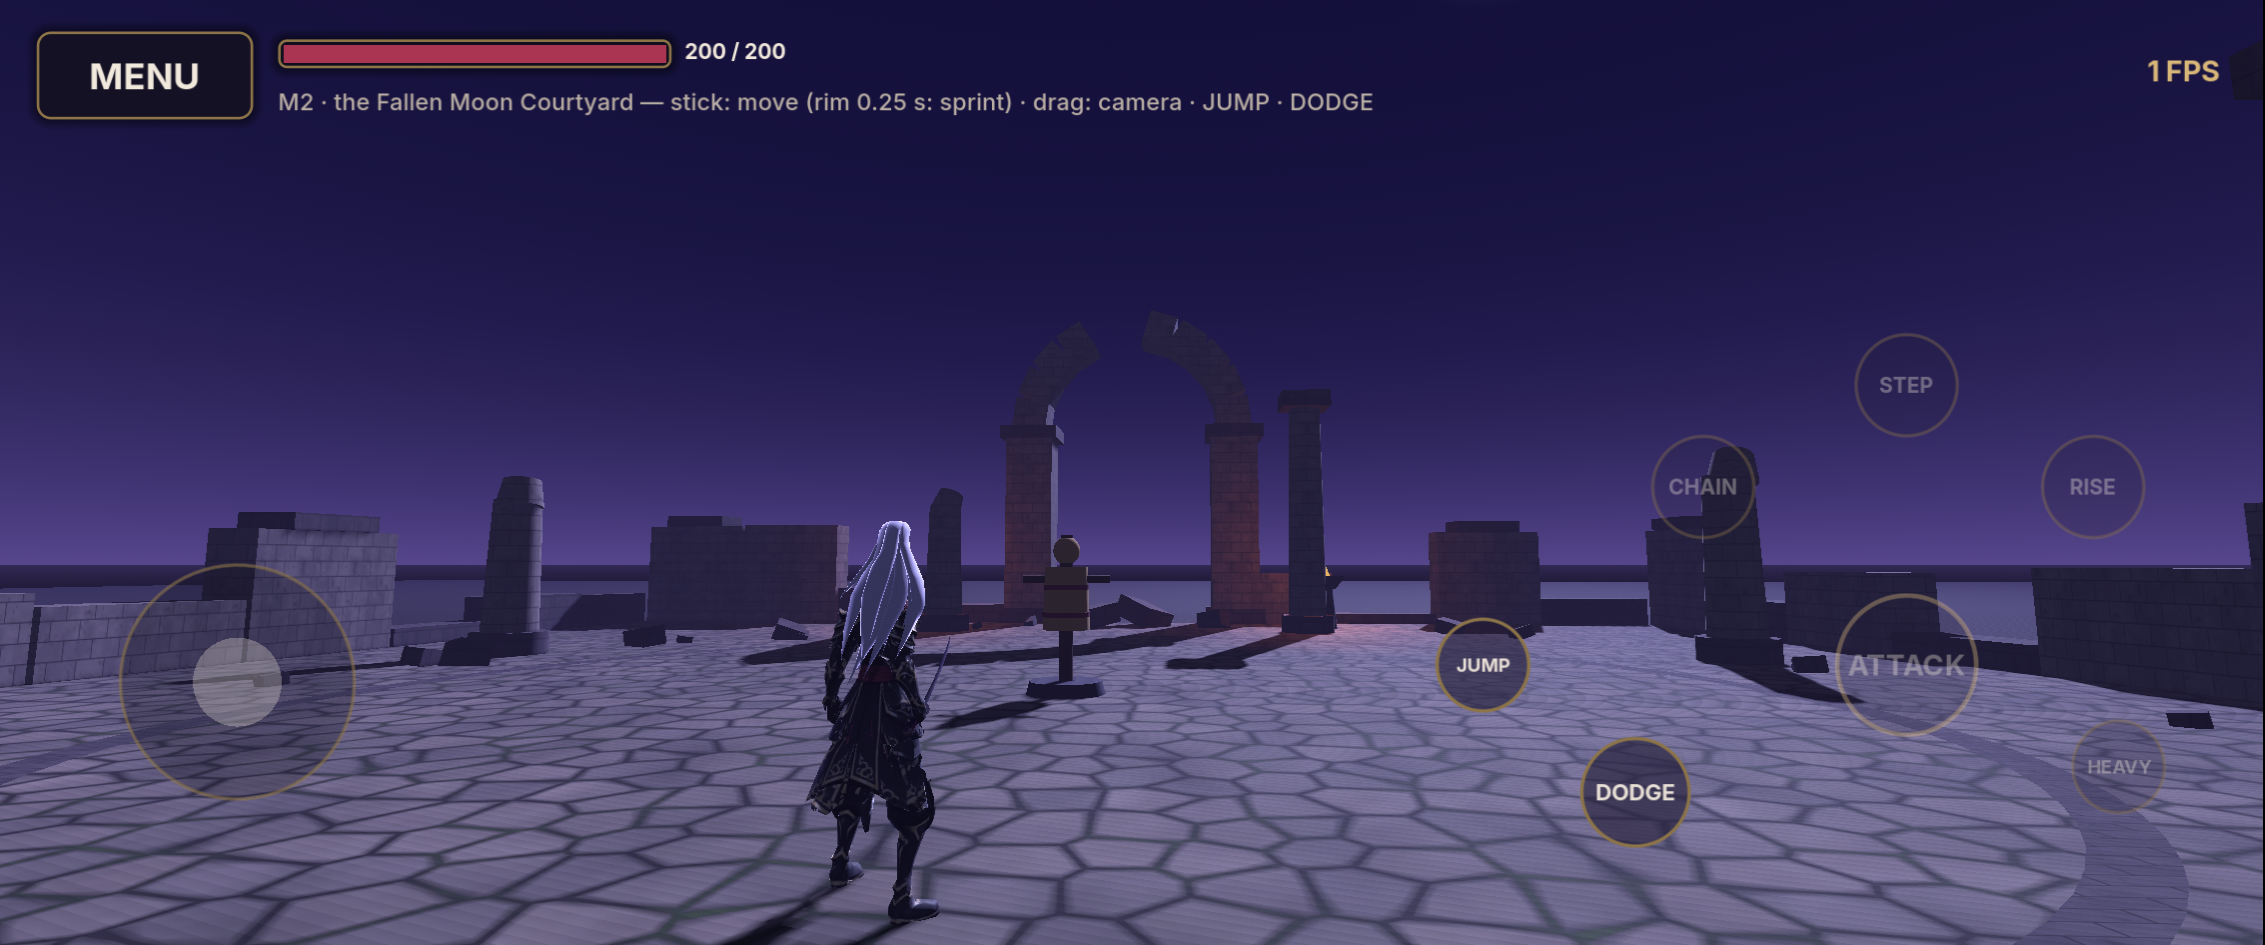 MENU
200 / 200
1 FPS
M2 · the Fallen Moon Courtyard — stick: move (rim 0.25 s: sprint) · drag: camera · JUMP · DODGE
STEP
CHAIN
RISE
JUMP
ATTACK
HEAVY
DODGE